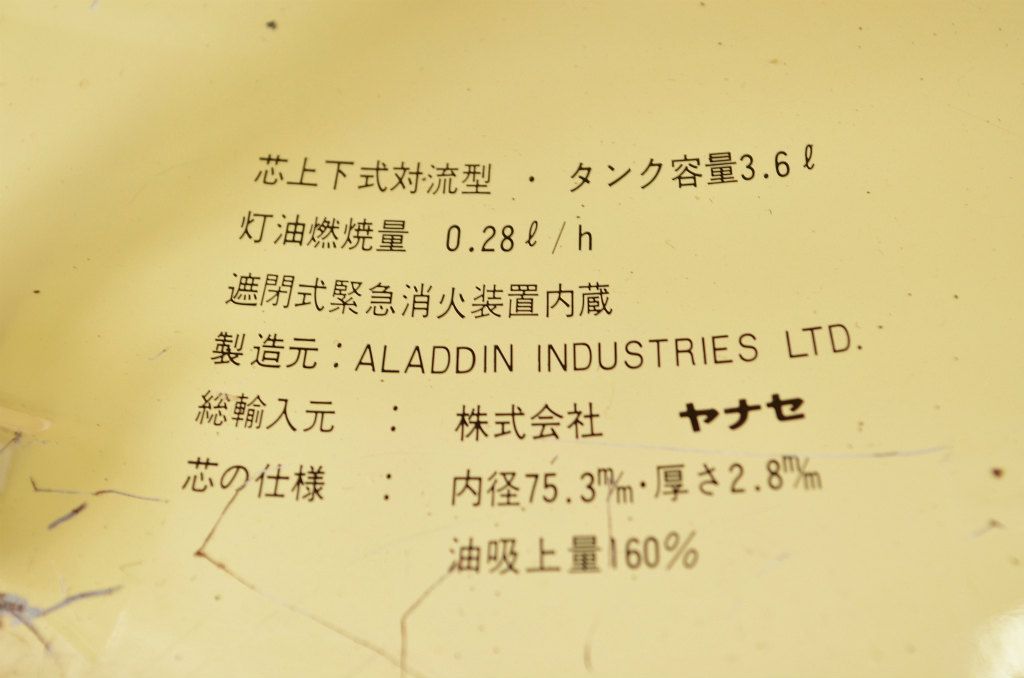 芯上下式対流型 ・ タンク容量3.6ℓ
灯油燃焼量 0.28ℓ/h
遮閉式緊急消火装置内蔵
製造元：ALADDIN INDUSTRIES LTD.
総輸入元 ： 株式会社 ヤナセ
芯の仕様 ： 内径75.3m/m・厚さ2.8m/m
油吸上量160%